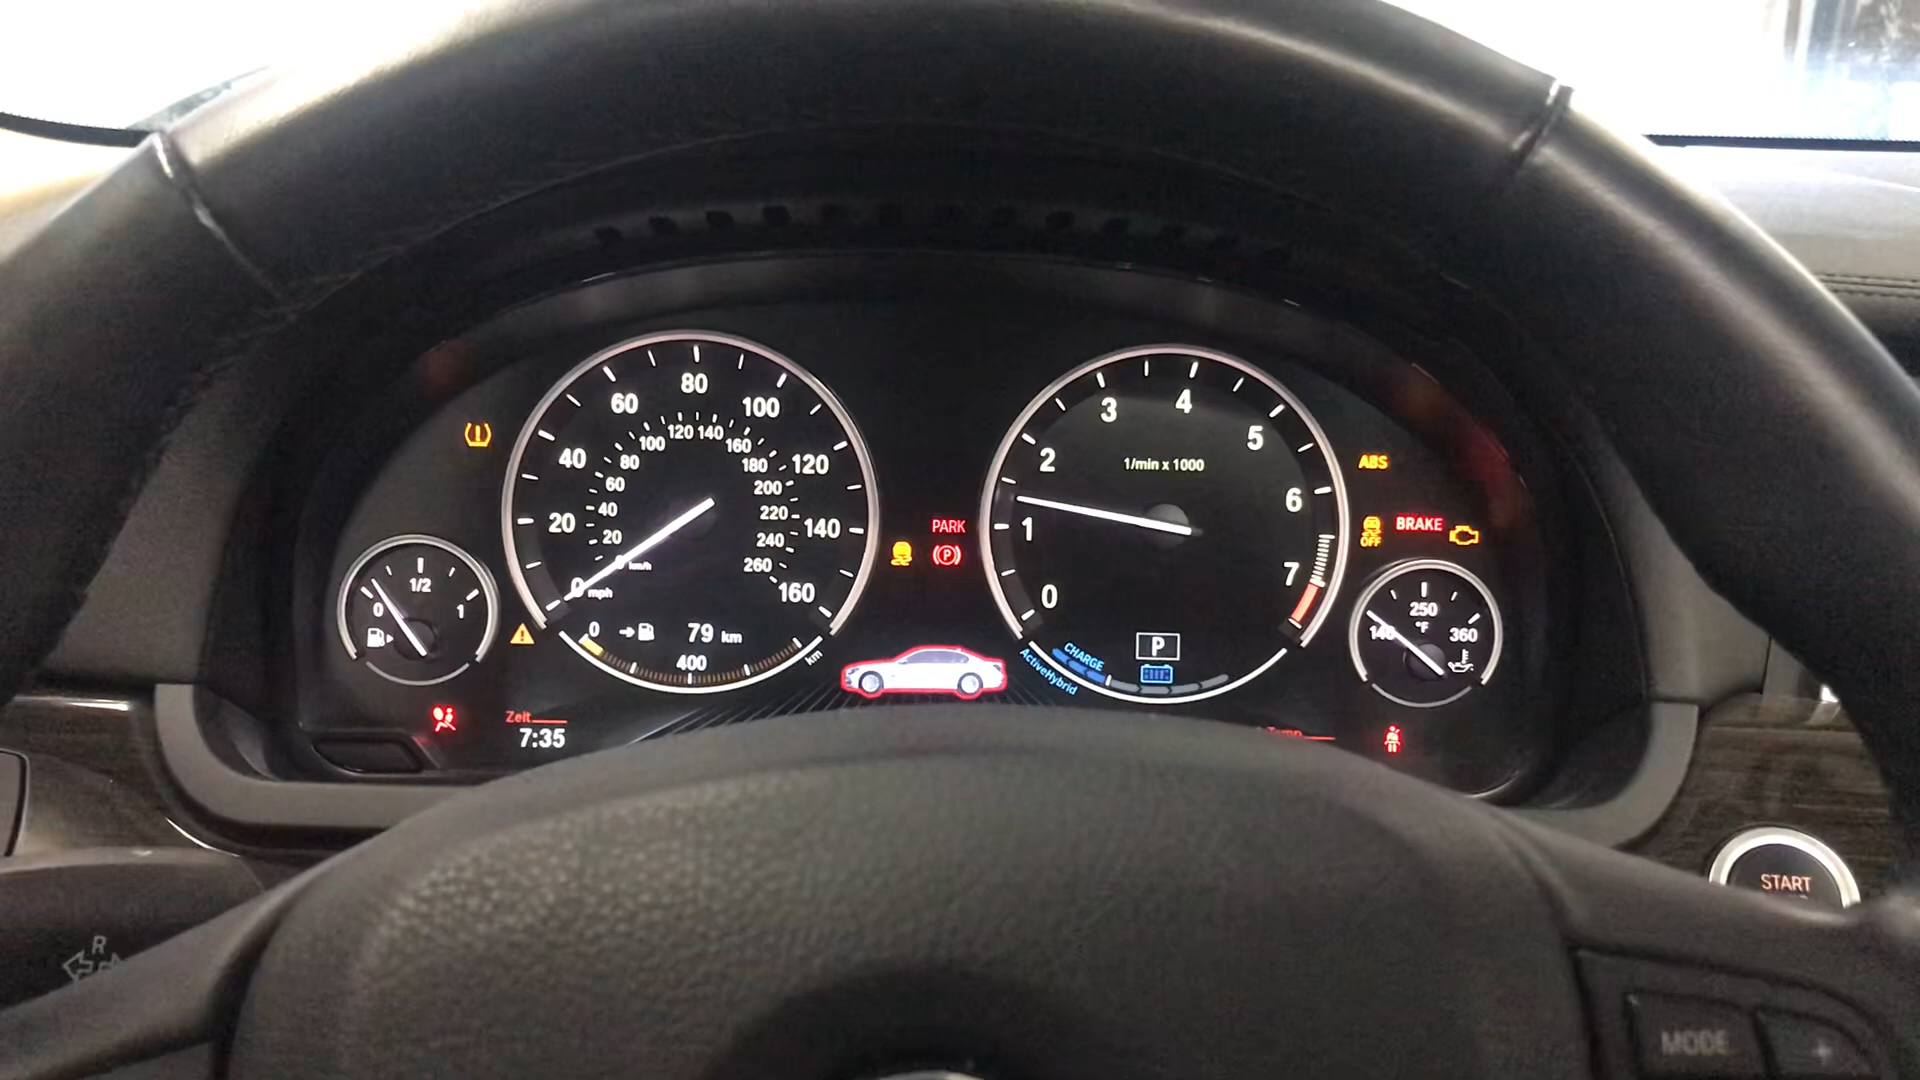 80
60
100
40
120
20
140
0 mph
160
120 140
100
160
80
180
60
200
40
220
20
240
0 km/h
260
0
79 km
400
km
1/2
0
1
Zeit
7:35
PARK
P
4
3
5
2
6
1
7
0
1/min x 1000
CHARGE
ActiveHybrid
P
ABS
OFF
BRAKE
250
°F
140
360
Temp
START
R
MODE
+